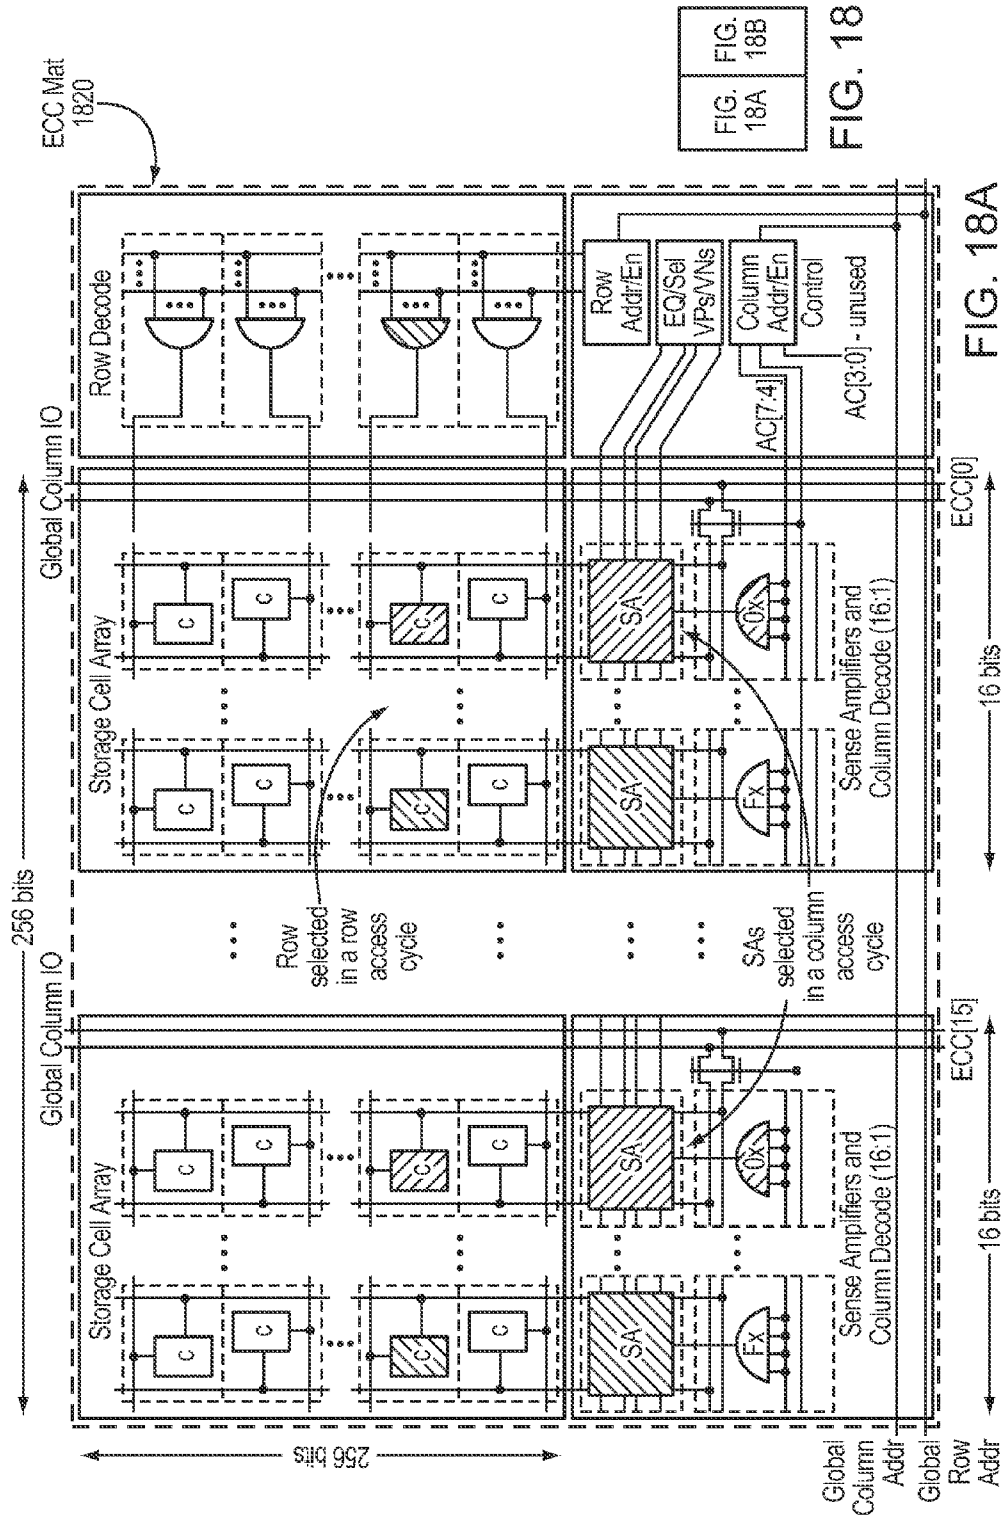 256 bits
Global Column IO
Global Column IO
ECC Mat
1820
Storage Cell Array
Storage Cell Array
Row Decode
C
C
C
C
C
C
C
C
Row
selected
in a row
access
cycle
C
C
C
C
C
C
C
C
256 bits
SA
SA
SA
SA
Row
Addr/En
EQ/Sel
VPs/VNs
Column
Addr/En
Control
SAs
selected
in a column
access
cycle
Fx
0x
Fx
0x
AC[7:4]
AC[3:0] - unused
Sense Amplifiers and
Column Decode (16:1)
Sense Amplifiers and
Column Decode (16:1)
Global
Column
Addr
Global
Row
Addr
ECC[15]
ECC[0]
16 bits
16 bits
FIG.
18A
FIG.
18B
FIG. 18
FIG. 18A